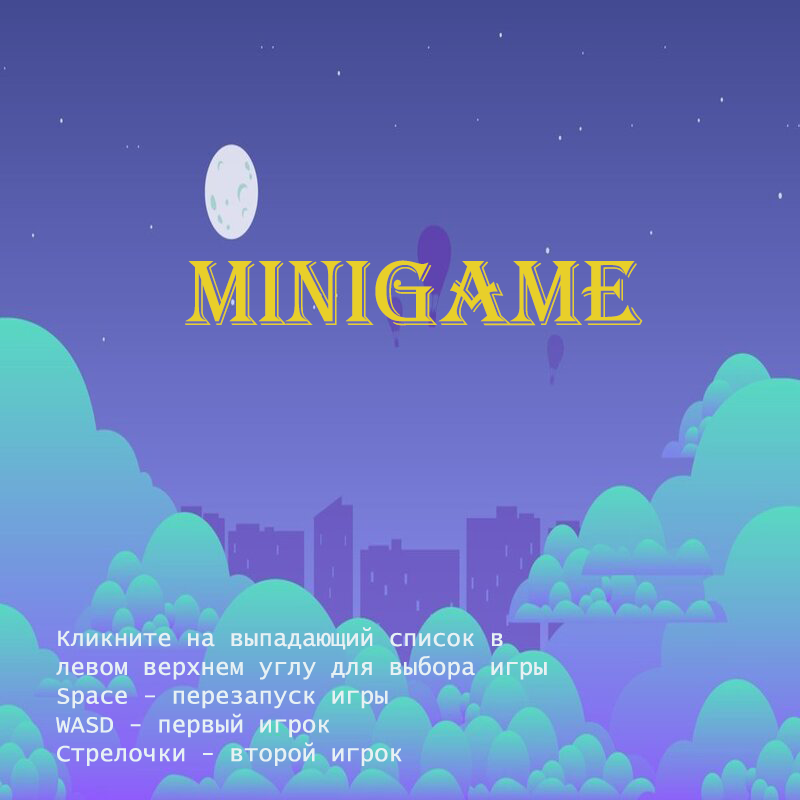 MINIGAME
Кликните на выпадающий список в
левом верхнем углу для выбора игры
Space - перезапуск игры
WASD - первый игрок
Стрелочки - второй игрок